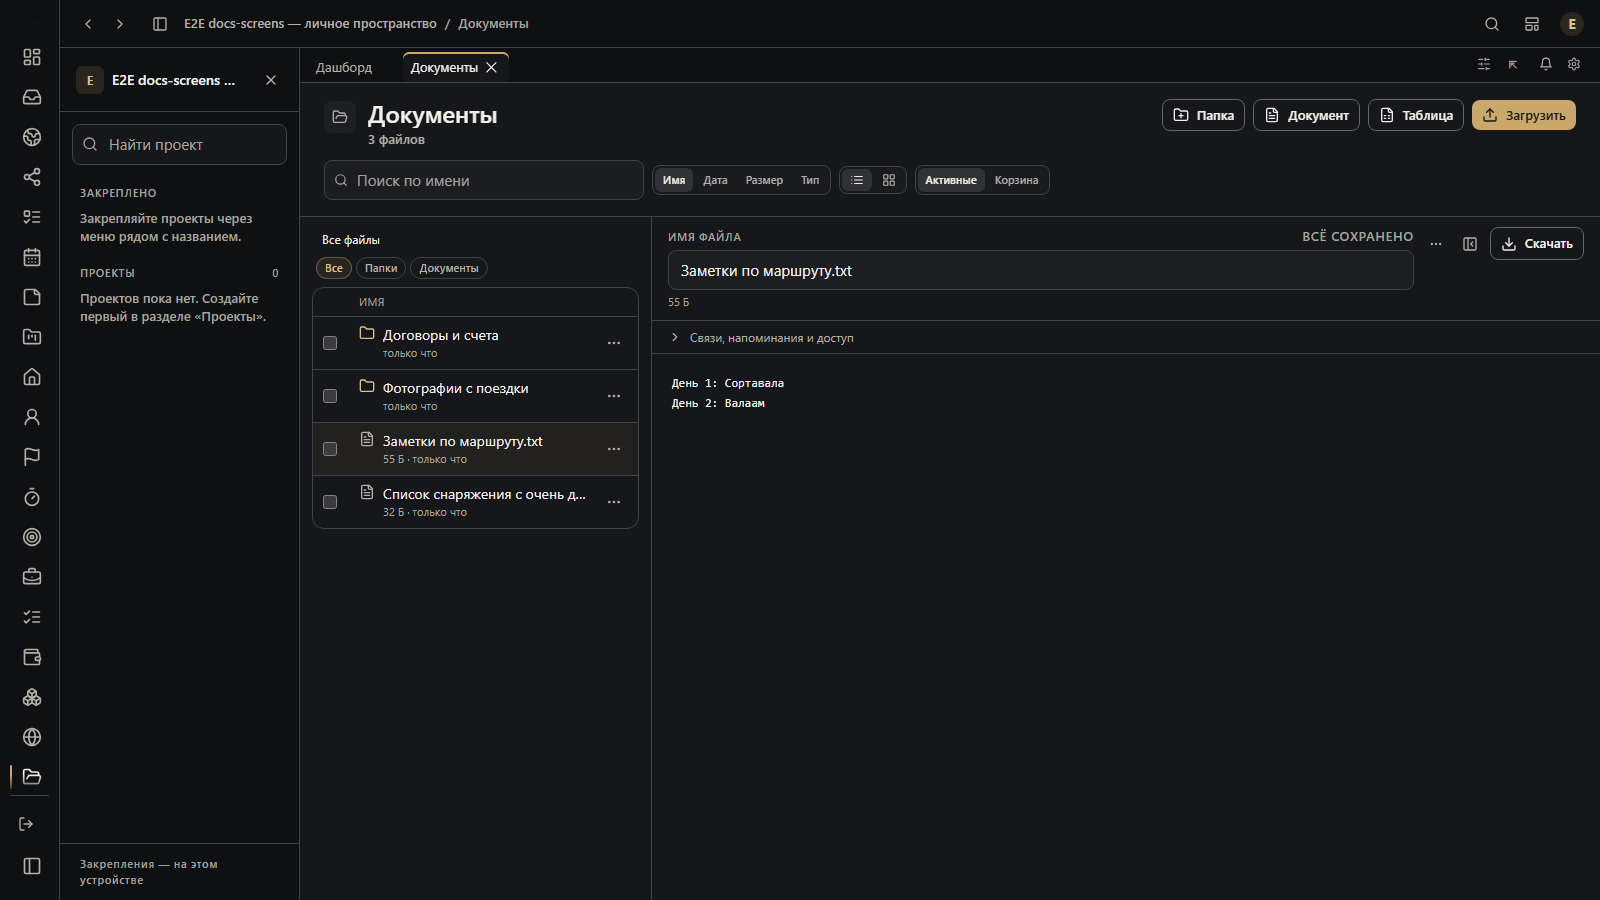 E2E docs-screens — личное пространство / Документы
E
E
E2E docs-screens ...
Найти проект
ЗАКРЕПЛЕНО
Закрепляйте проекты через
меню рядом с названием.
ПРОЕКТЫ 0
Проектов пока нет. Создайте
первый в разделе «Проекты».
Закрепления — на этом
устройстве
Дашборд
Документы
Документы
3 файлов
Папка
Документ
Таблица
Загрузить
Поиск по имени
Имя Дата Размер Тип
Активные Корзина
Все файлы
Все Папки Документы
ИМЯ
Договоры и счета
только что
Фотографии с поездки
только что
Заметки по маршруту.txt
55 Б · только что
Список снаряжения с очень д...
32 Б · только что
ИМЯ ФАЙЛА
ВСЁ СОХРАНЕНО
Скачать
Заметки по маршруту.txt
55 Б
Связи, напоминания и доступ
День 1: Сортавала
День 2: Валаам